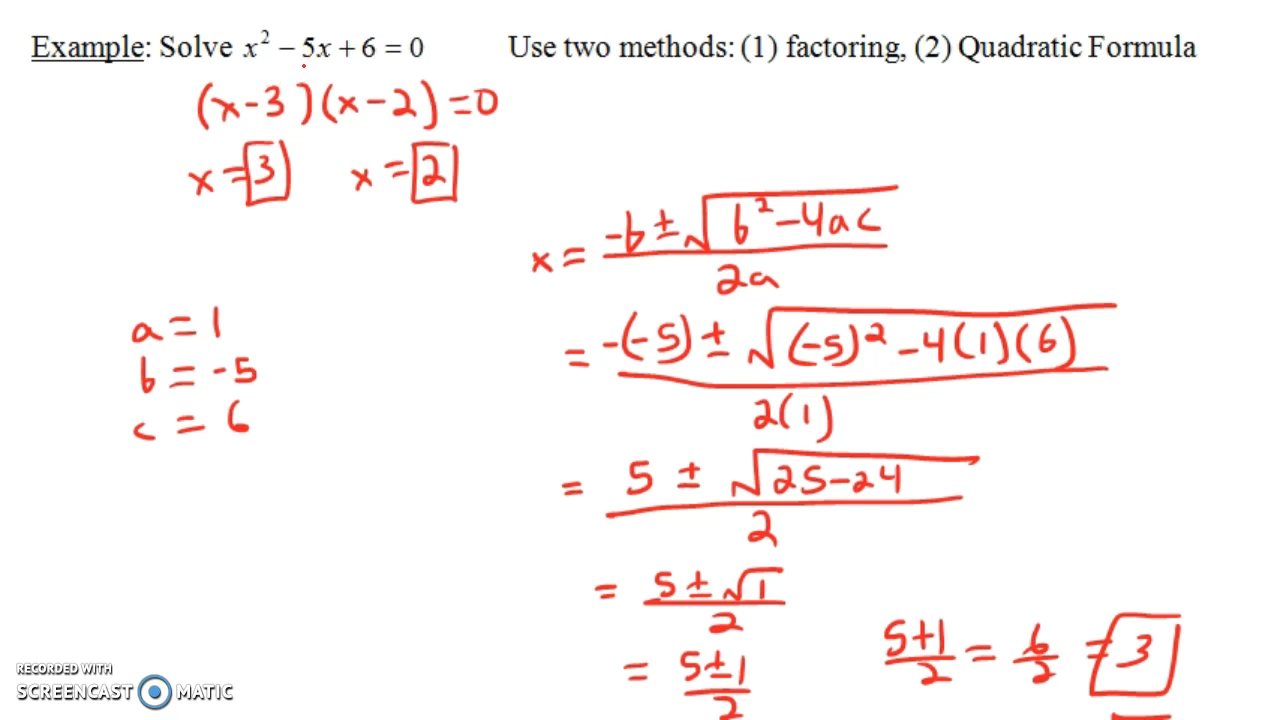 Example: Solve x² − 5x + 6 = 0 Use two methods: (1) factoring, (2) Quadratic Formula
(x-3)(x-2)=0
x=3 x=2
x = (-b ± √(b²-4ac)) / 2a
a = 1
b = -5
c = 6
= (-(-5) ± √((-5)²-4(1)(6))) / 2(1)
= (5 ± √(25-24)) / 2
= (5 ± √1) / 2
= (5 ± 1) / 2
(5+1)/2 = 6/2 = 3
RECORDED WITH
SCREENCAST MATIC